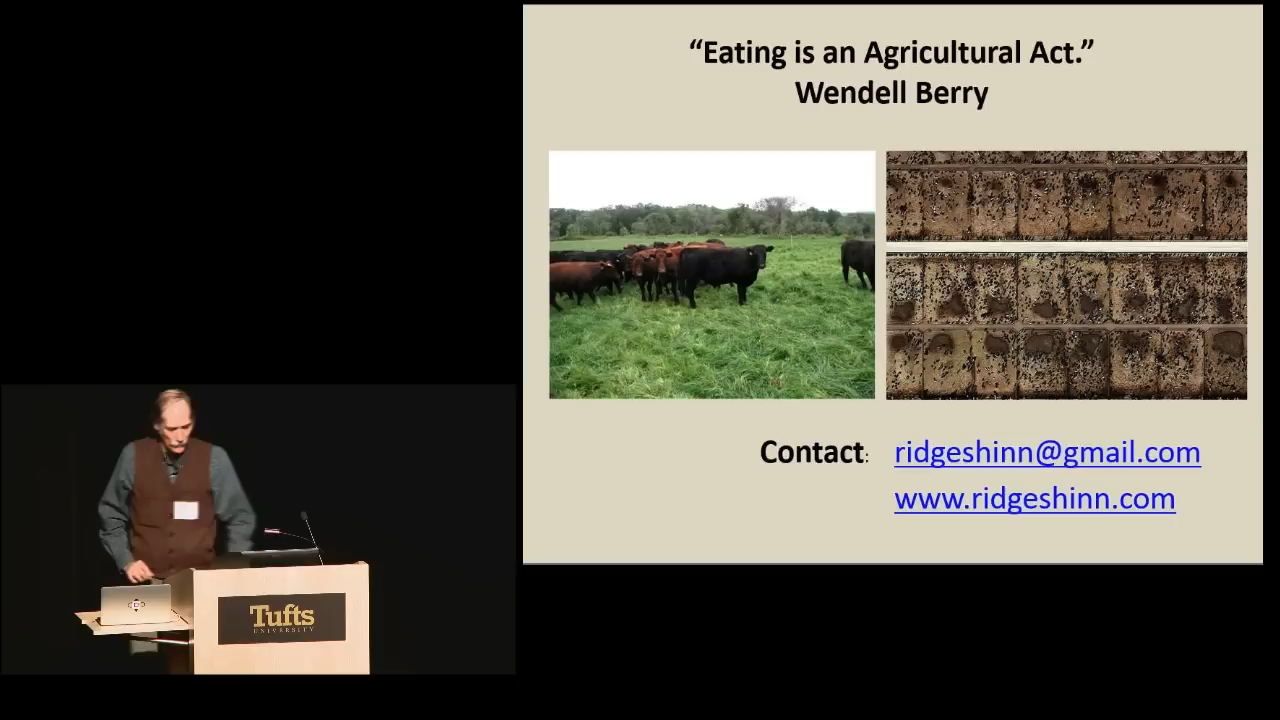 “Eating is an Agricultural Act.”
Wendell Berry
Contact: ridgeshinn@gmail.com
www.ridgeshinn.com
Tufts
UNIVERSITY